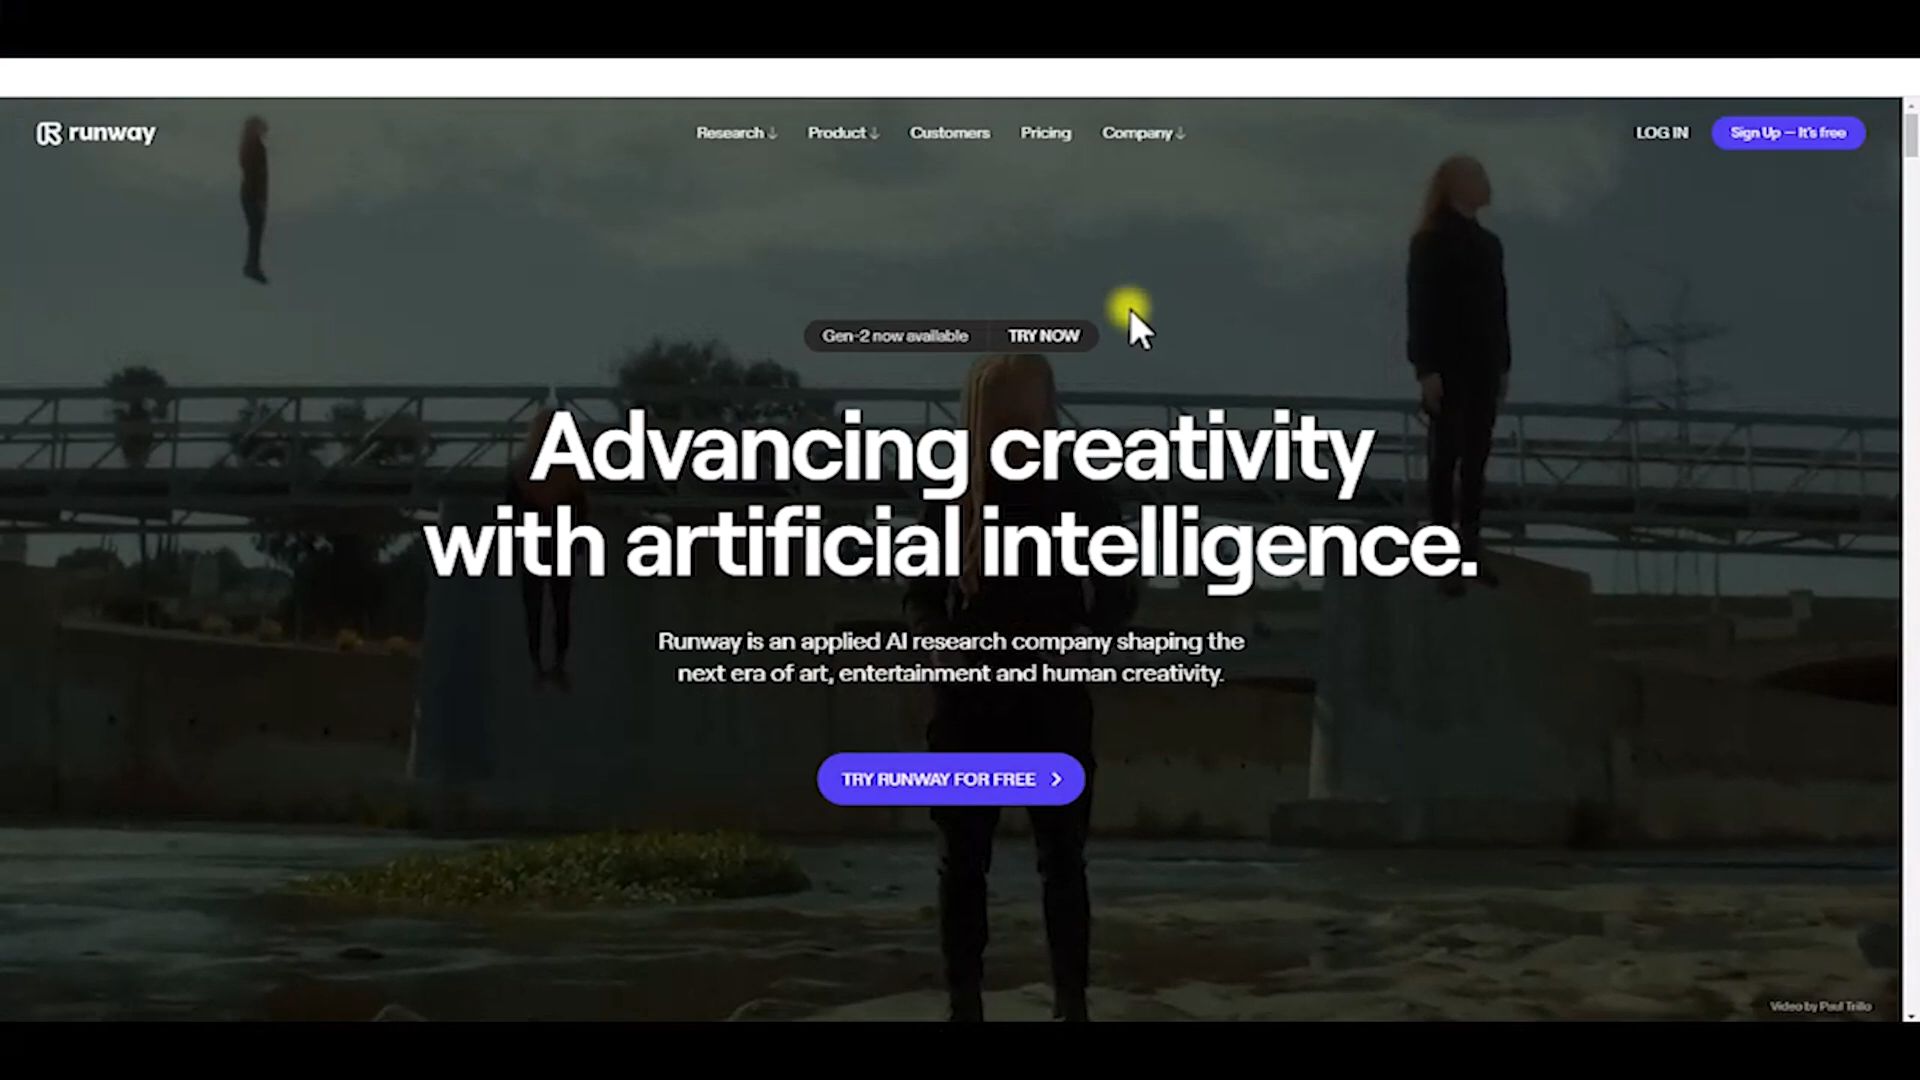 runway
Research↓ Product↓ Customers Pricing Company↓
LOG IN Sign Up — It's free
Gen-2 now available TRY NOW
Advancing creativity
with artificial intelligence.
Runway is an applied AI research company shaping the
next era of art, entertainment and human creativity.
TRY RUNWAY FOR FREE >
Video by Paul Trillo